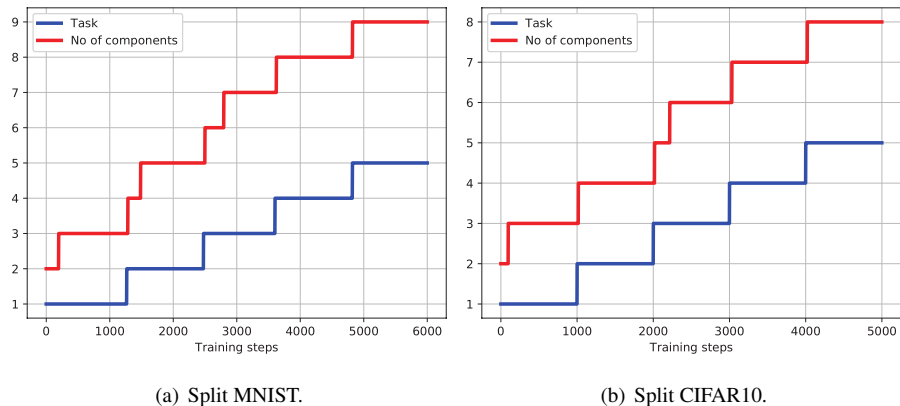 9
8
7
6
5
4
3
2
1
Task
No of components
0 1000 2000 3000 4000 5000 6000
Training steps
(a) Split MNIST.
8
7
6
5
4
3
2
1
Task
No of components
0 1000 2000 3000 4000 5000
Training steps
(b) Split CIFAR10.